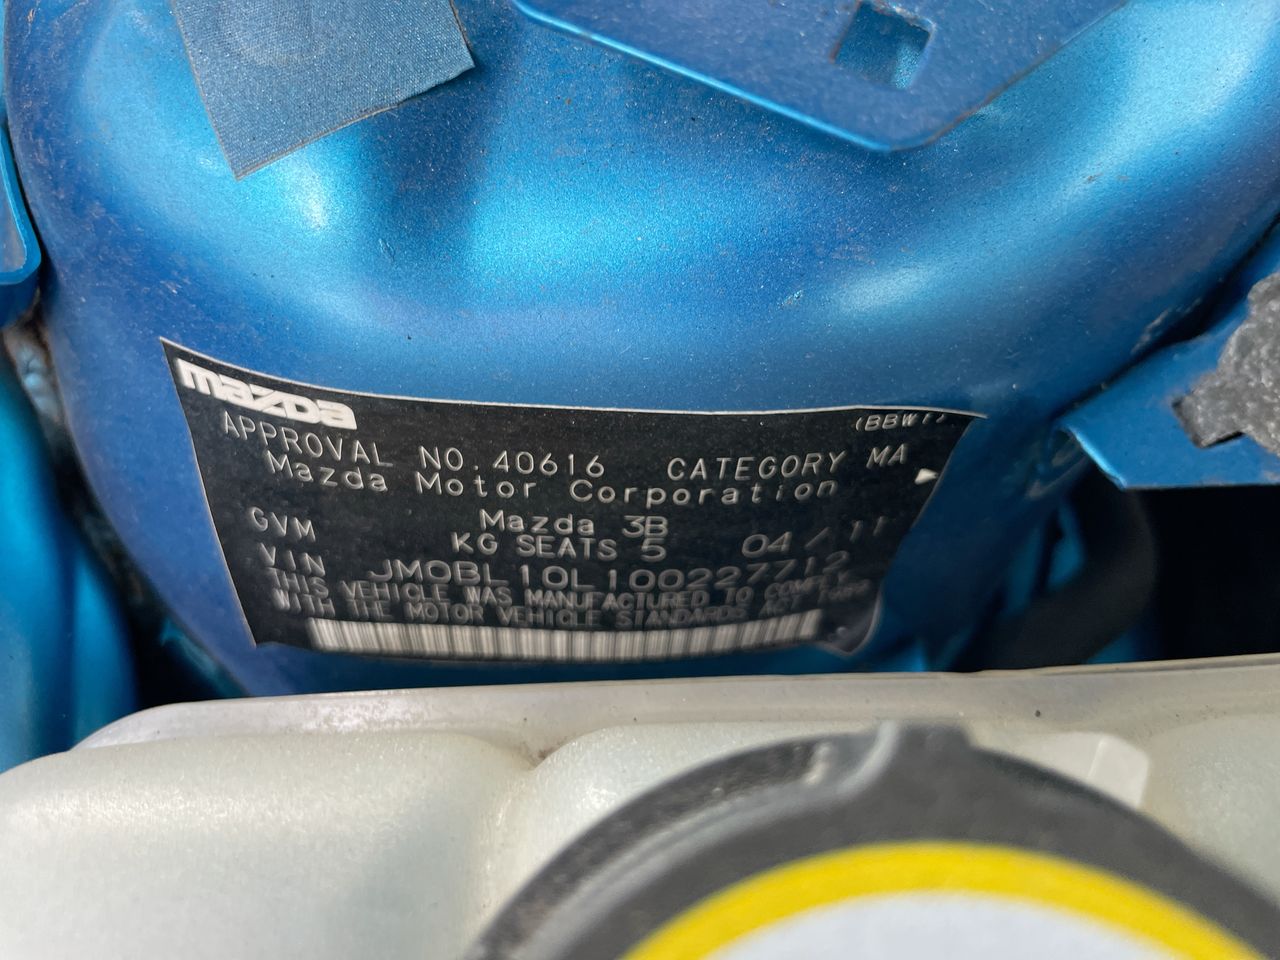 mazda
APPROVAL NO. 40616 CATEGORY MA
Mazda Motor Corporation
Mazda 3B
GVM KG SEATS 5 04/11
VIN JM0BL10L100227712
THIS VEHICLE WAS MANUFACTURED TO COMPLY
WITH THE MOTOR VEHICLE STANDARDS ACT 1989